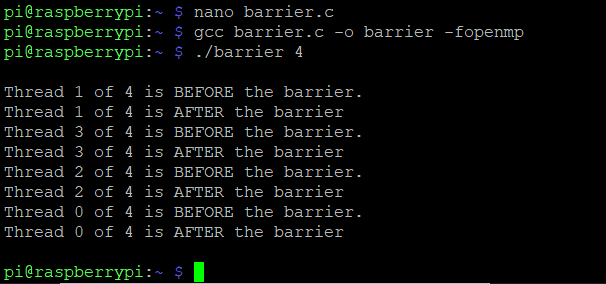 pi@raspberrypi:~ $ nano barrier.c
pi@raspberrypi:~ $ gcc barrier.c -o barrier -fopenmp
pi@raspberrypi:~ $ ./barrier 4
Thread 1 of 4 is BEFORE the barrier.
Thread 1 of 4 is AFTER the barrier
Thread 3 of 4 is BEFORE the barrier.
Thread 3 of 4 is AFTER the barrier
Thread 2 of 4 is BEFORE the barrier.
Thread 2 of 4 is AFTER the barrier
Thread 0 of 4 is BEFORE the barrier.
Thread 0 of 4 is AFTER the barrier
pi@raspberrypi:~ $